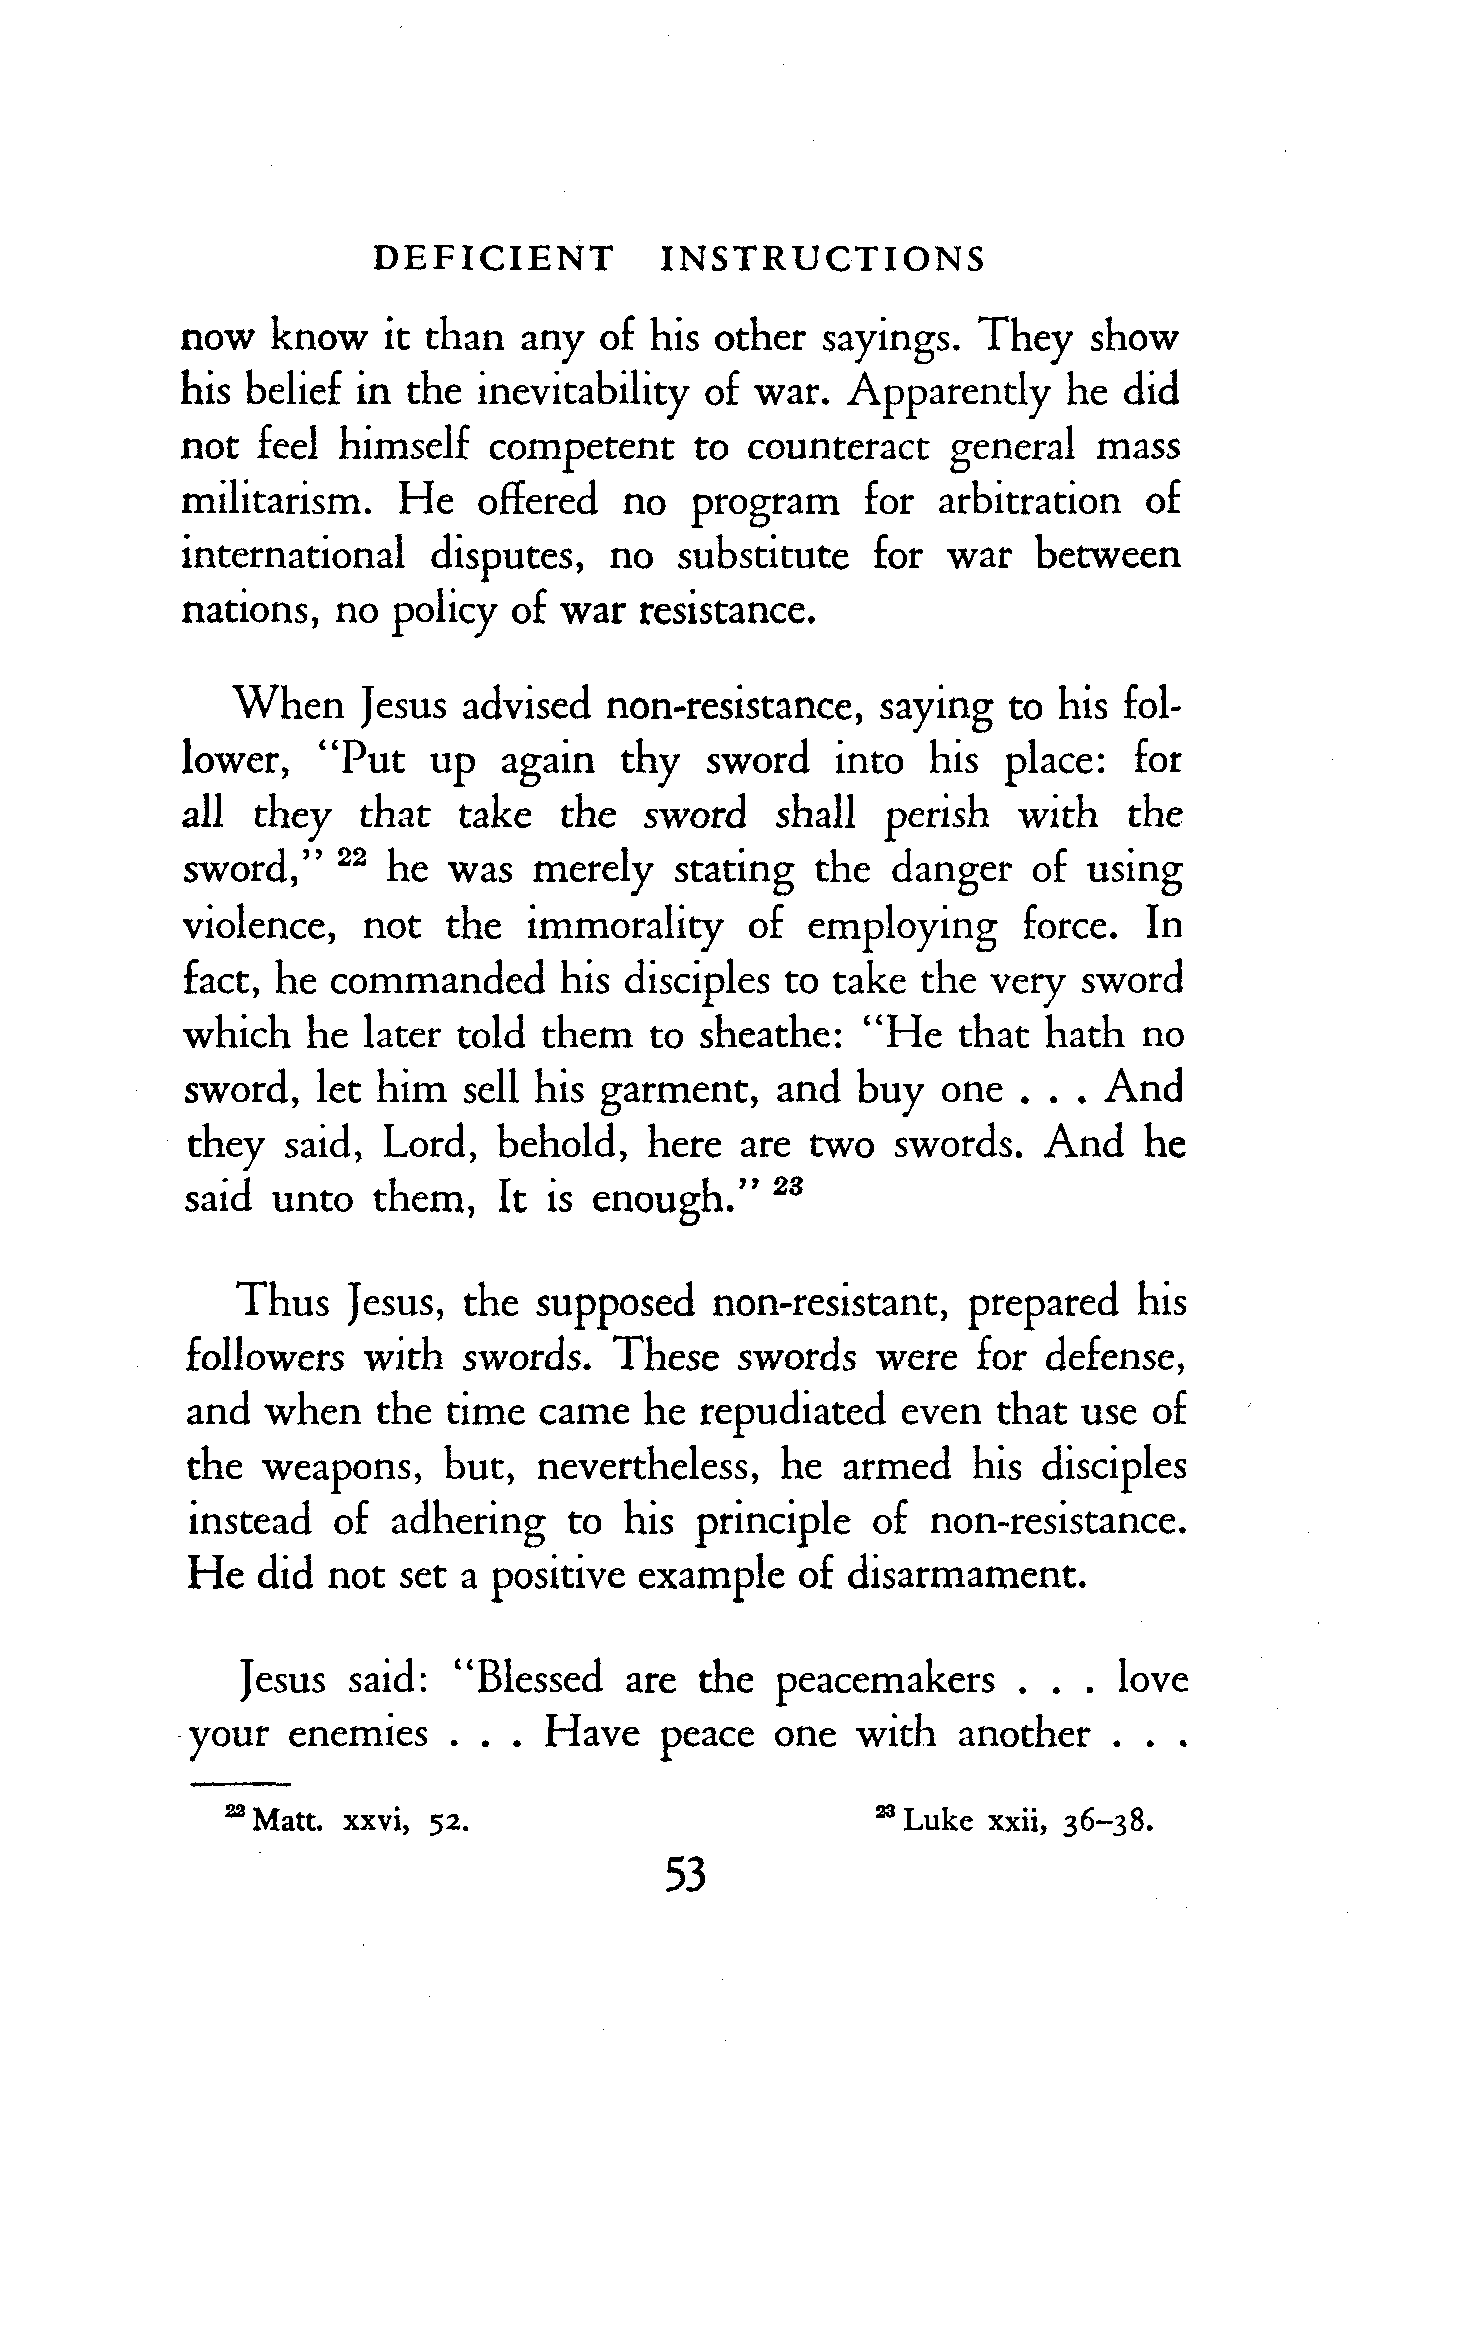 DEFICIENT INSTRUCTIONS
now know it than any of his other sayings. They show
his belief in the inevitability of war. Apparently he did
not feel himself competent to counteract general mass
militarism. He offered no program for arbitration of
international disputes, no substitute for war between
nations, no policy of war resistance.
When Jesus advised non-resistance, saying to his fol-
lower, "Put up again thy sword into his place: for
all they that take the sword shall perish with the
sword," 22 he was merely stating the danger of using
violence, not the immorality of employing force. In
fact, he commanded his disciples to take the very sword
which he later told them to sheathe: "He that hath no
sword, let him sell his garment, and buy one . . . And
they said, Lord, behold, here are two swords. And he
said unto them, It is enough." 23
Thus Jesus, the supposed non-resistant, prepared his
followers with swords. These swords were for defense,
and when the time came he repudiated even that use of
the weapons, but, nevertheless, he armed his disciples
instead of adhering to his principle of non-resistance.
He did not set a positive example of disarmament.
Jesus said: "Blessed are the peacemakers . . . love
your enemies . . . Have peace one with another . . .
22 Matt. xxvi, 52. 23 Luke xxii, 36–38.
53